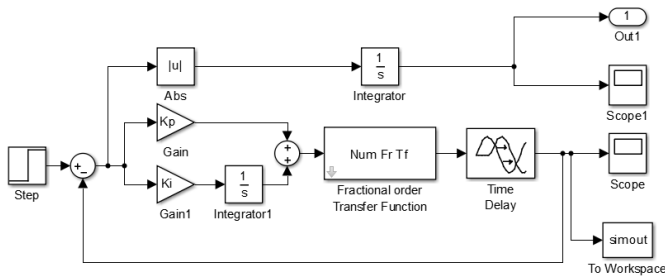 1
Out1
|u|
Abs
1
s
Integrator
Scope1
Kp
Gain
Step
+
−
Ki
Gain1
1
s
Integrator1
+
+
Num Fr Tf
Fractional order
Transfer Function
Time
Delay
Scope
simout
To Workspace